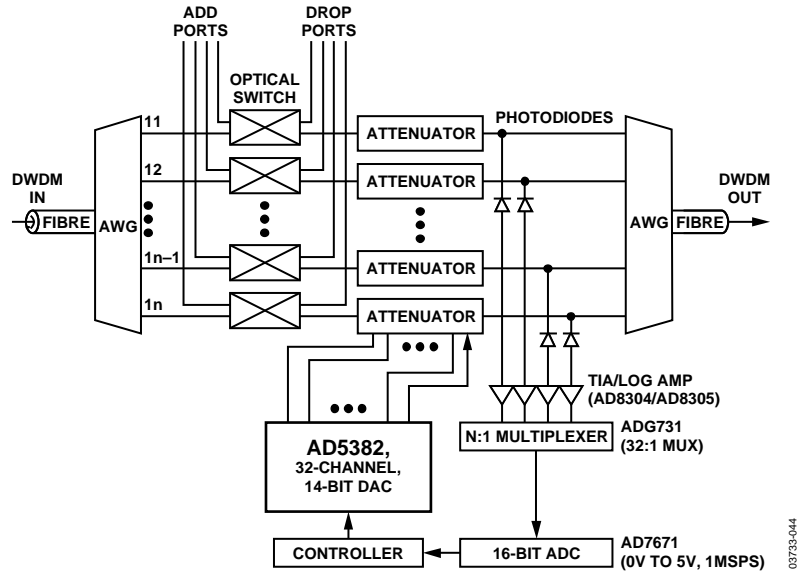 ADD
PORTS
DROP
PORTS
OPTICAL
SWITCH
PHOTODIODES
11
12
1n–1
1n
ATTENUATOR
ATTENUATOR
ATTENUATOR
ATTENUATOR
DWDM
IN
FIBRE
AWG
AWG
FIBRE
DWDM
OUT
TIA/LOG AMP
(AD8304/AD8305)
N:1 MULTIPLEXER
ADG731
(32:1 MUX)
AD5382,
32-CHANNEL,
14-BIT DAC
CONTROLLER
16-BIT ADC
AD7671
(0V TO 5V, 1MSPS)
03733-044